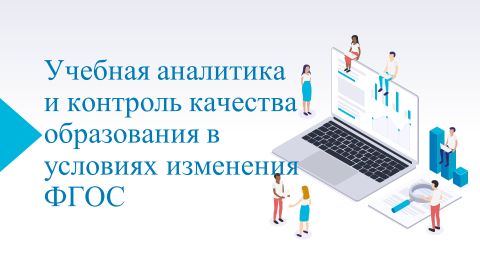 Учебная аналитика
и контроль качества
образования в
условиях изменения
ФГОС